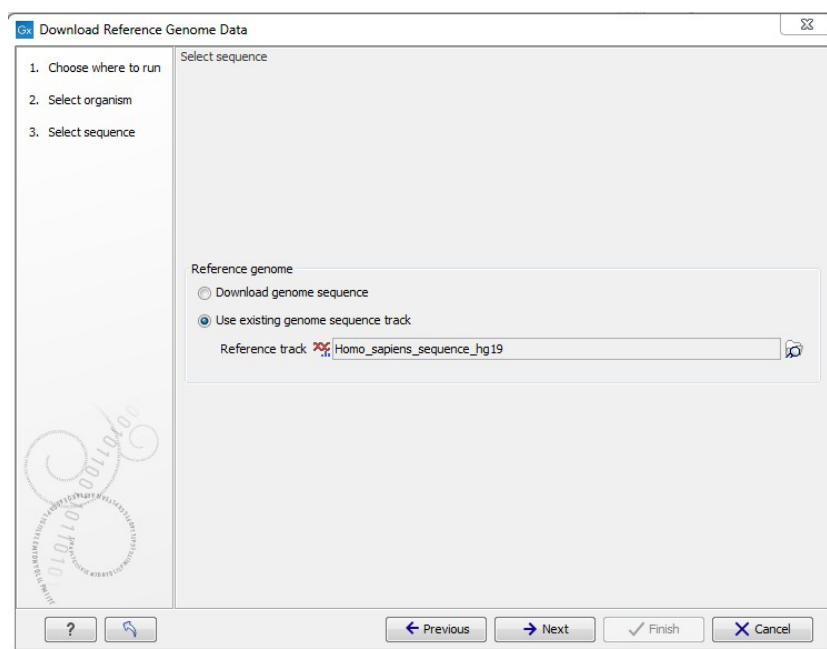 Gx Download Reference Genome Data
1. Choose where to run
2. Select organism
3. Select sequence
Select sequence
Reference genome
Download genome sequence
Use existing genome sequence track
Reference track Homo_sapiens_sequence_hg19
? Previous Next Finish Cancel